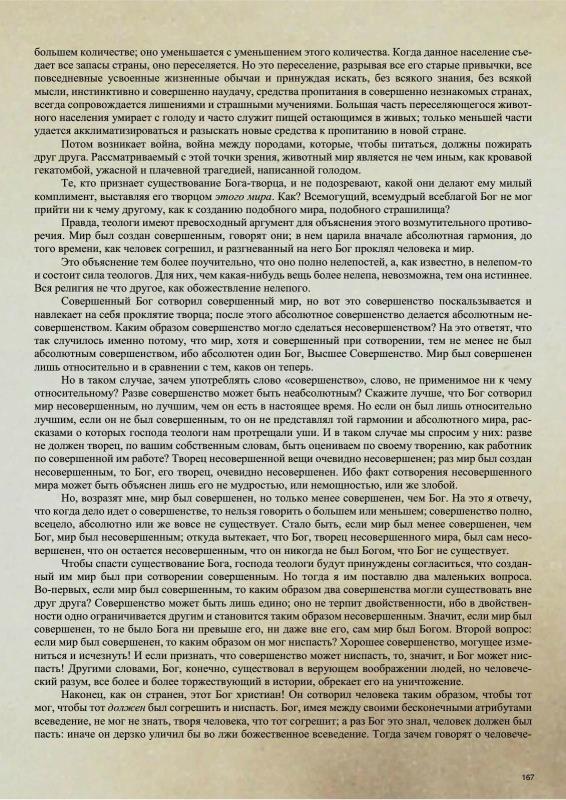 большем количестве; оно уменьшается с уменьшением этого количества. Когда данное население съе-
дает все запасы страны, оно переселяется. Но это переселение, разрывая все его старые привычки, все
повседневные усвоенные жизненные обычаи и принуждая искать, без всякого знания, без всякой
мысли, инстинктивно и совершенно наудачу, средства пропитания в совершенно незнакомых странах,
всегда сопровождается лишениями и страшными мучениями. Большая часть переселяющегося живот-
ного населения умирает с голоду и часто служит пищей остающимся в живых; только меньшей части
удается акклиматизироваться и разыскать новые средства к пропитанию в новой стране.
Потом возникает война, война между породами, которые, чтобы питаться, должны пожирать
друг друга. Рассматриваемый с этой точки зрения, животный мир является не чем иным, как кровавой
гекатомбой, ужасной и плачевной трагедией, написанной голодом.
Те, кто признает существование Бога-творца, и не подозревают, какой они делают ему милый
комплимент, выставляя его творцом этого мира. Как? Всемогущий, всемудрый всеблагой Бог не мог
прийти ни к чему другому, как к созданию подобного мира, подобного страшилища?
Правда, теологи имеют превосходный аргумент для объяснения этого возмутительного противо-
речия. Мир был создан совершенным, говорят они; в нем царила вначале абсолютная гармония, до
того времени, как человек согрешил, и разгневанный на него Бог проклял человека и мир.
Это объяснение тем более поучительно, что оно полно нелепостей, а, как известно, в нелепом-то
и состоит сила теологов. Для них, чем какая-нибудь вещь более нелепа, невозможна, тем она истиннее.
Вся религия не что другое, как обожествление нелепого.
Совершенный Бог сотворил совершенный мир, но вот это совершенство поскальзывается и
навлекает на себя проклятие творца; после этого абсолютное совершенство делается абсолютным не-
совершенством. Каким образом совершенство могло сделаться несовершенством? На это ответят, что
так случилось именно потому, что мир, хотя и совершенный при сотворении, тем не менее не был
абсолютным совершенством, ибо абсолютен один Бог, Высшее Совершенство. Мир был совершенен
лишь относительно и в сравнении с тем, каков он теперь.
Но в таком случае, зачем употреблять слово «совершенство», слово, не применимое ни к чему
относительному? Разве совершенство может быть неабсолютным? Скажите лучше, что Бог сотворил
мир несовершенным, но лучшим, чем он есть в настоящее время. Но если он был лишь относительно
лучшим, если он не был совершенным, то он не представлял той гармонии и абсолютного мира, рас-
сказами о которых господа теологи нам протрещали уши. И в таком случае мы спросим у них: разве
не должен творец, по вашим собственным словам, быть оцениваем по своему творению, как работник
по совершенной им работе? Творец несовершенной вещи очевидно несовершенен; раз мир был создан
несовершенным, то Бог, его творец, очевидно несовершенен. Ибо факт сотворения несовершенного
мира может быть объяснен лишь его не мудростью, или немощностью, или же злобой.
Но, возразят мне, мир был совершенен, но только менее совершенен, чем Бог. На это я отвечу,
что когда дело идет о совершенстве, то нельзя говорить о большем или меньшем; совершенство полно,
всецело, абсолютно или же вовсе не существует. Стало быть, если мир был менее совершенен, чем
Бог, мир был несовершенным; откуда вытекает, что Бог, творец несовершенного мира, был сам несо-
вершенен, что он остается несовершенным, что он никогда не был Богом, что Бог не существует.
Чтобы спасти существование Бога, господа теологи будут принуждены согласиться, что создан-
ный им мир был при сотворении совершенным. Но тогда я им поставлю два маленьких вопроса.
Во-первых, если мир был совершенным, то каким образом два совершенства могли существовать вне
друг друга? Совершенство может быть лишь едино; оно не терпит двойственности, ибо в двойствен-
ности одно ограничивается другим и становится таким образом несовершенным. Значит, если мир был
совершенен, то не было Бога ни превыше его, ни даже вне его, сам мир был Богом. Второй вопрос:
если мир был совершенен, то каким образом он мог ниспасть? Хорошее совершенство, могущее изме-
ниться и исчезнуть! И если признать, что совершенство может ниспасть, то, значит, и Бог может нис-
пасть! Другими словами, Бог, конечно, существовал в верующем воображении людей, но человечес-
кий разум, все более и более торжествующий в истории, обрекает его на уничтожение.
Наконец, как он странен, этот Бог христиан! Он сотворил человека таким образом, чтобы тот
мог, чтобы тот должен был согрешить и ниспасть. Бог, имея между своими бесконечными атрибутами
всеведение, не мог не знать, творя человека, что тот согрешит; а раз Бог это знал, человек должен был
пасть: иначе он дерзко уличил бы во лжи божественное всеведение. Тогда зачем говорят о человече-
167